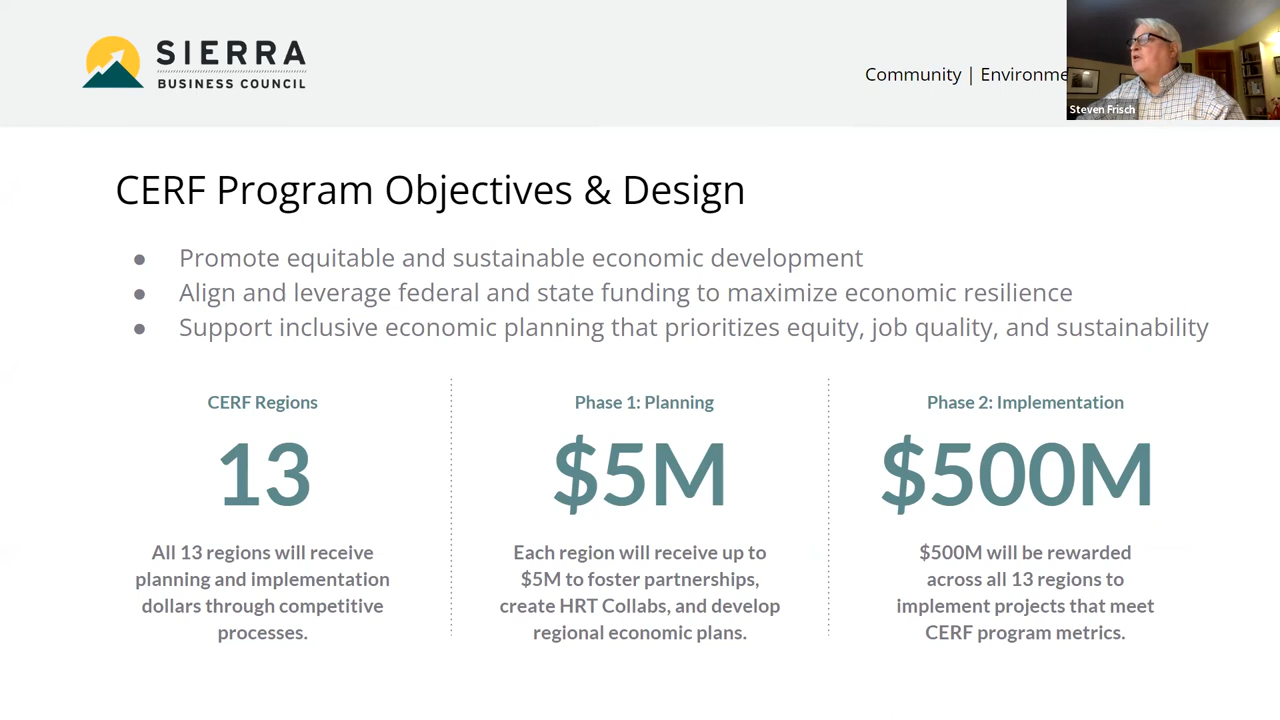 SIERRA
BUSINESS COUNCIL
Community | Environme
Steven Frisch
CERF Program Objectives & Design
● Promote equitable and sustainable economic development
● Align and leverage federal and state funding to maximize economic resilience
● Support inclusive economic planning that prioritizes equity, job quality, and sustainability
CERF Regions
13
All 13 regions will receive
planning and implementation
dollars through competitive
processes.
Phase 1: Planning
$5M
Each region will receive up to
$5M to foster partnerships,
create HRT Collabs, and develop
regional economic plans.
Phase 2: Implementation
$500M
$500M will be rewarded
across all 13 regions to
implement projects that meet
CERF program metrics.